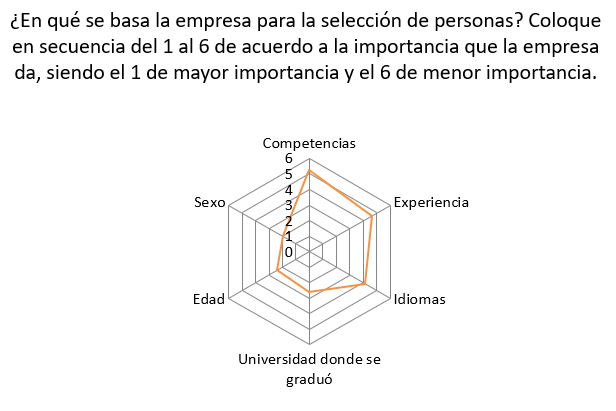 ¿En qué se basa la empresa para la selección de personas? Coloque
en secuencia del 1 al 6 de acuerdo a la importancia que la empresa
da, siendo el 1 de mayor importancia y el 6 de menor importancia.
Competencias
6
5
4
3
2
1
0
Sexo
Experiencia
Edad
Idiomas
Universidad donde se
graduó